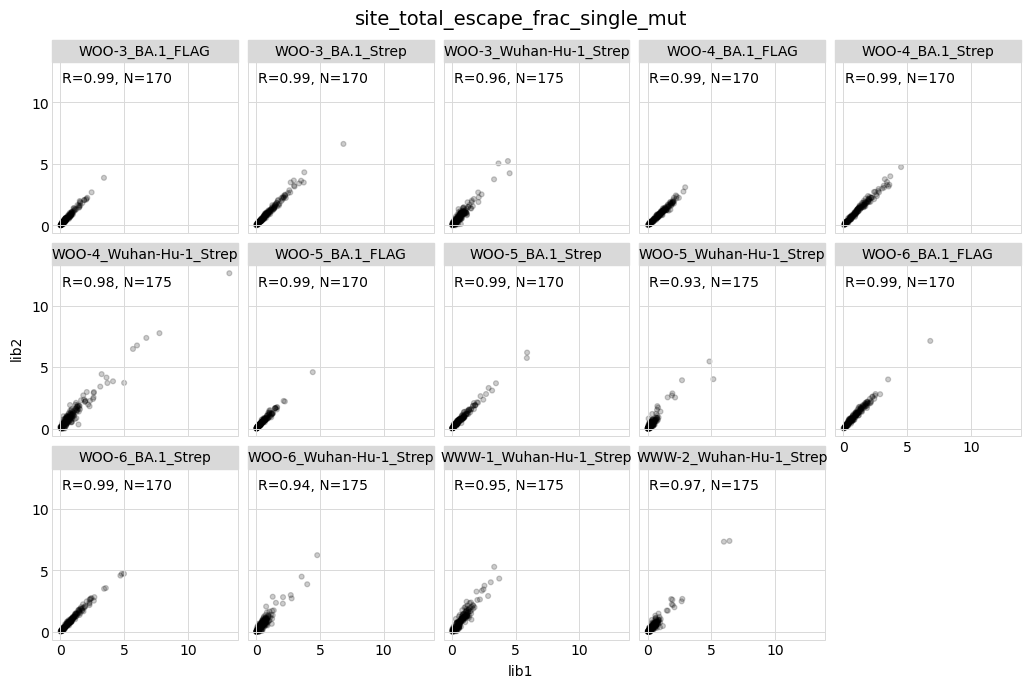 site_total_escape_frac_single_mut
WOO-3_BA.1_FLAG
WOO-3_BA.1_Strep
WOO-3_Wuhan-Hu-1_Strep
WOO-4_BA.1_FLAG
WOO-4_BA.1_Strep
R=0.99, N=170
R=0.99, N=170
R=0.96, N=175
R=0.99, N=170
R=0.99, N=170
10
5
0
WOO-4_Wuhan-Hu-1_Strep
WOO-5_BA.1_FLAG
WOO-5_BA.1_Strep
WOO-5_Wuhan-Hu-1_Strep
WOO-6_BA.1_FLAG
R=0.98, N=175
R=0.99, N=170
R=0.99, N=170
R=0.93, N=175
R=0.99, N=170
10
5
0
lib2
0 5 10
WOO-6_BA.1_Strep
WOO-6_Wuhan-Hu-1_Strep
WWW-1_Wuhan-Hu-1_Strep
WWW-2_Wuhan-Hu-1_Strep
R=0.99, N=170
R=0.94, N=175
R=0.95, N=175
R=0.97, N=175
10
5
0
0 5 10
0 5 10
0 5 10
0 5 10
lib1